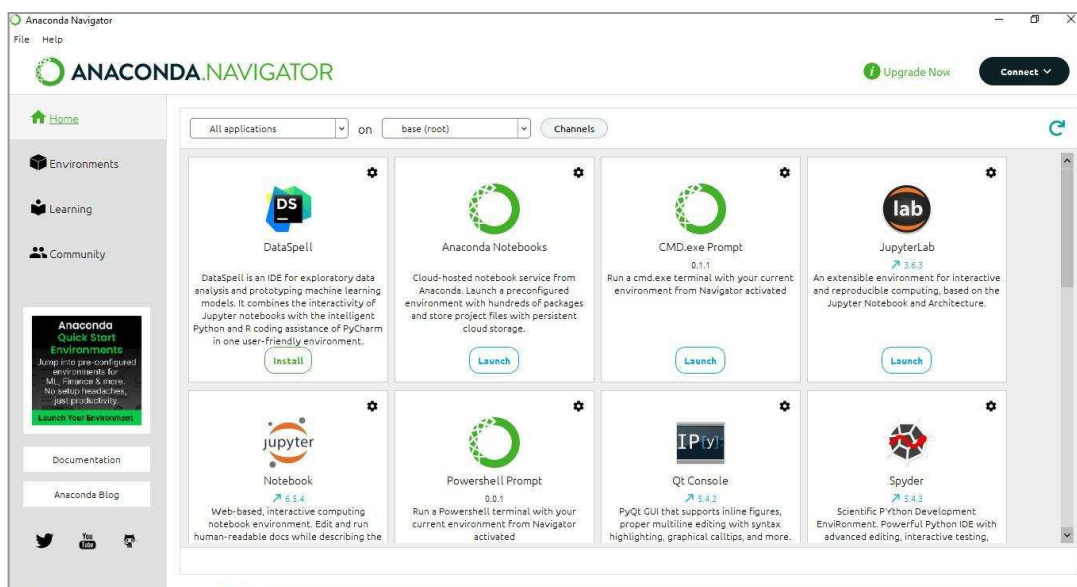 Anaconda Navigator
File Help
ANACONDA.NAVIGATOR
Upgrade Now
Connect
Home
Environments
Learning
Community
Anaconda
Quick Start
Environments
Jump into pre-configured
environments for
ML, Finance & more.
No setup headaches,
just productivity.
Launch Your Environment
Documentation
Anaconda Blog
You
Tube
All applications on base (root) Channels
DS
DataSpell
DataSpell is an IDE for exploratory data
analysis and prototyping machine learning
models. It combines the interactivity of
Jupyter notebooks with the intelligent
Python and R coding assistance of PyCharm
in one user-friendly environment.
Install
Anaconda Notebooks
Cloud-hosted notebook service from
Anaconda. Launch a preconfigured
environment with hundreds of packages
and store project files with persistent
cloud storage.
Launch
CMD.exe Prompt
0.1.1
Run a cmd.exe terminal with your current
environment from Navigator activated
Launch
lab
JupyterLab
3.6.3
An extensible environment for interactive
and reproducible computing, based on the
Jupyter Notebook and Architecture.
Launch
jupyter
Notebook
6.5.4
Web-based, interactive computing
notebook environment. Edit and run
human-readable docs while describing the
Powershell Prompt
0.0.1
Run a Powershell terminal with your
current environment from Navigator
activated
IP[y]:
Qt Console
5.4.2
PyQt GUI that supports inline figures,
proper multiline editing with syntax
highlighting, graphical calltips, and more.
Spyder
5.4.3
Scientific PYthon Development
EnviRonment. Powerful Python IDE with
advanced editing, interactive testing,